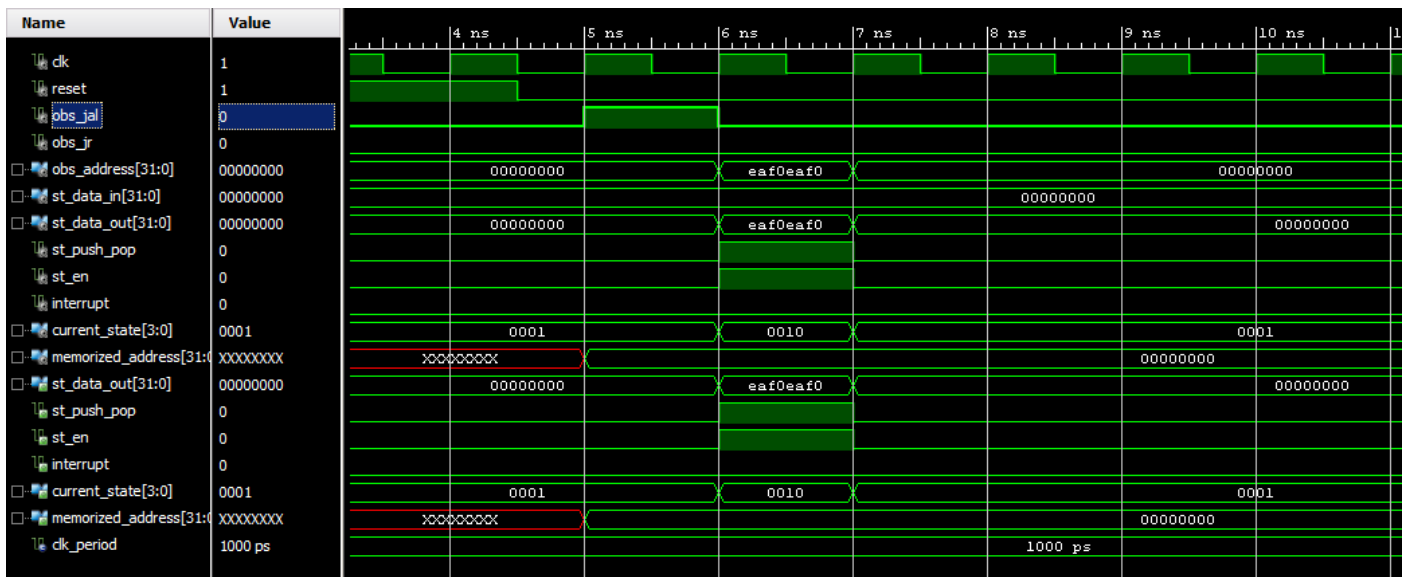 Name Value
4 ns 5 ns 6 ns 7 ns 8 ns 9 ns 10 ns 1
clk 1
reset 1
obs_jal 0
obs_jr 0
obs_address[31:0] 00000000 00000000 eaf0eaf0 00000000
st_data_in[31:0] 00000000 00000000
st_data_out[31:0] 00000000 00000000 eaf0eaf0 00000000
st_push_pop 0
st_en 0
interrupt 0
current_state[3:0] 0001 0001 0010 0001
memorized_address[31:0 XXXXXXXX XXXXXXXX 00000000
st_data_out[31:0] 00000000 00000000 eaf0eaf0 00000000
st_push_pop 0
st_en 0
interrupt 0
current_state[3:0] 0001 0001 0010 0001
memorized_address[31:0 XXXXXXXX XXXXXXXX 00000000
clk_period 1000 ps 1000 ps